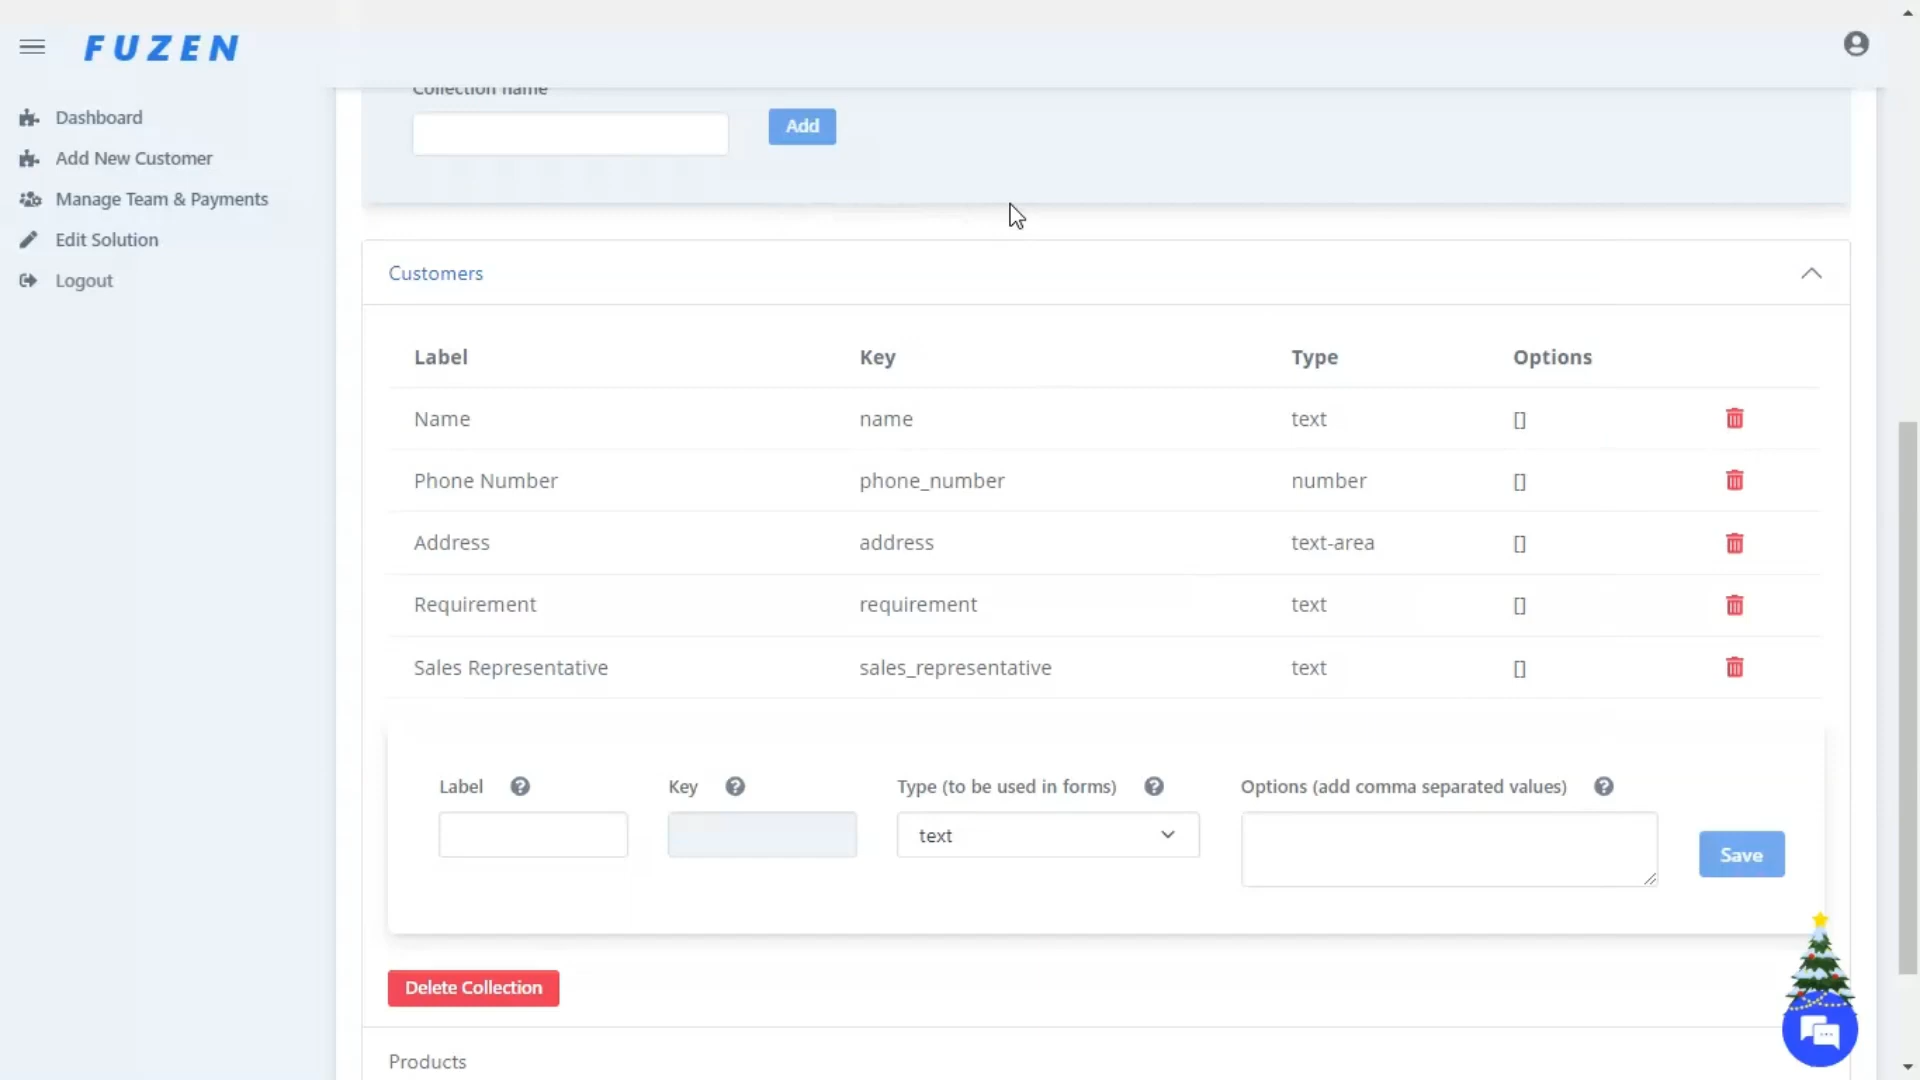 FUZEN
Dashboard
Add New Customer
Manage Team & Payments
Edit Solution
Logout
Collection name
Add
Customers
Label Key Type Options
Name name text []
Phone Number phone_number number []
Address address text-area []
Requirement requirement text []
Sales Representative sales_representative text []
Label Key Type (to be used in forms) Options (add comma separated values)
text
Save
Delete Collection
Products